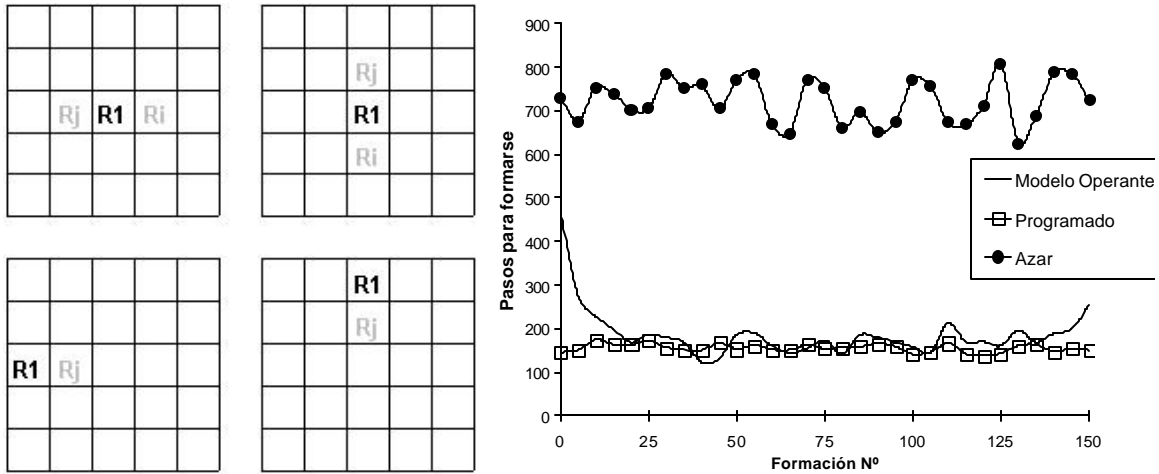 Rj R1 Ri
Rj
R1
Ri
R1 Rj
R1
Rj
900
800
700
600
500
400
300
200
100
0
Pasos para formarse
0 25 50 75 100 125 150
Formación Nº
Modelo Operante
Programado
Azar